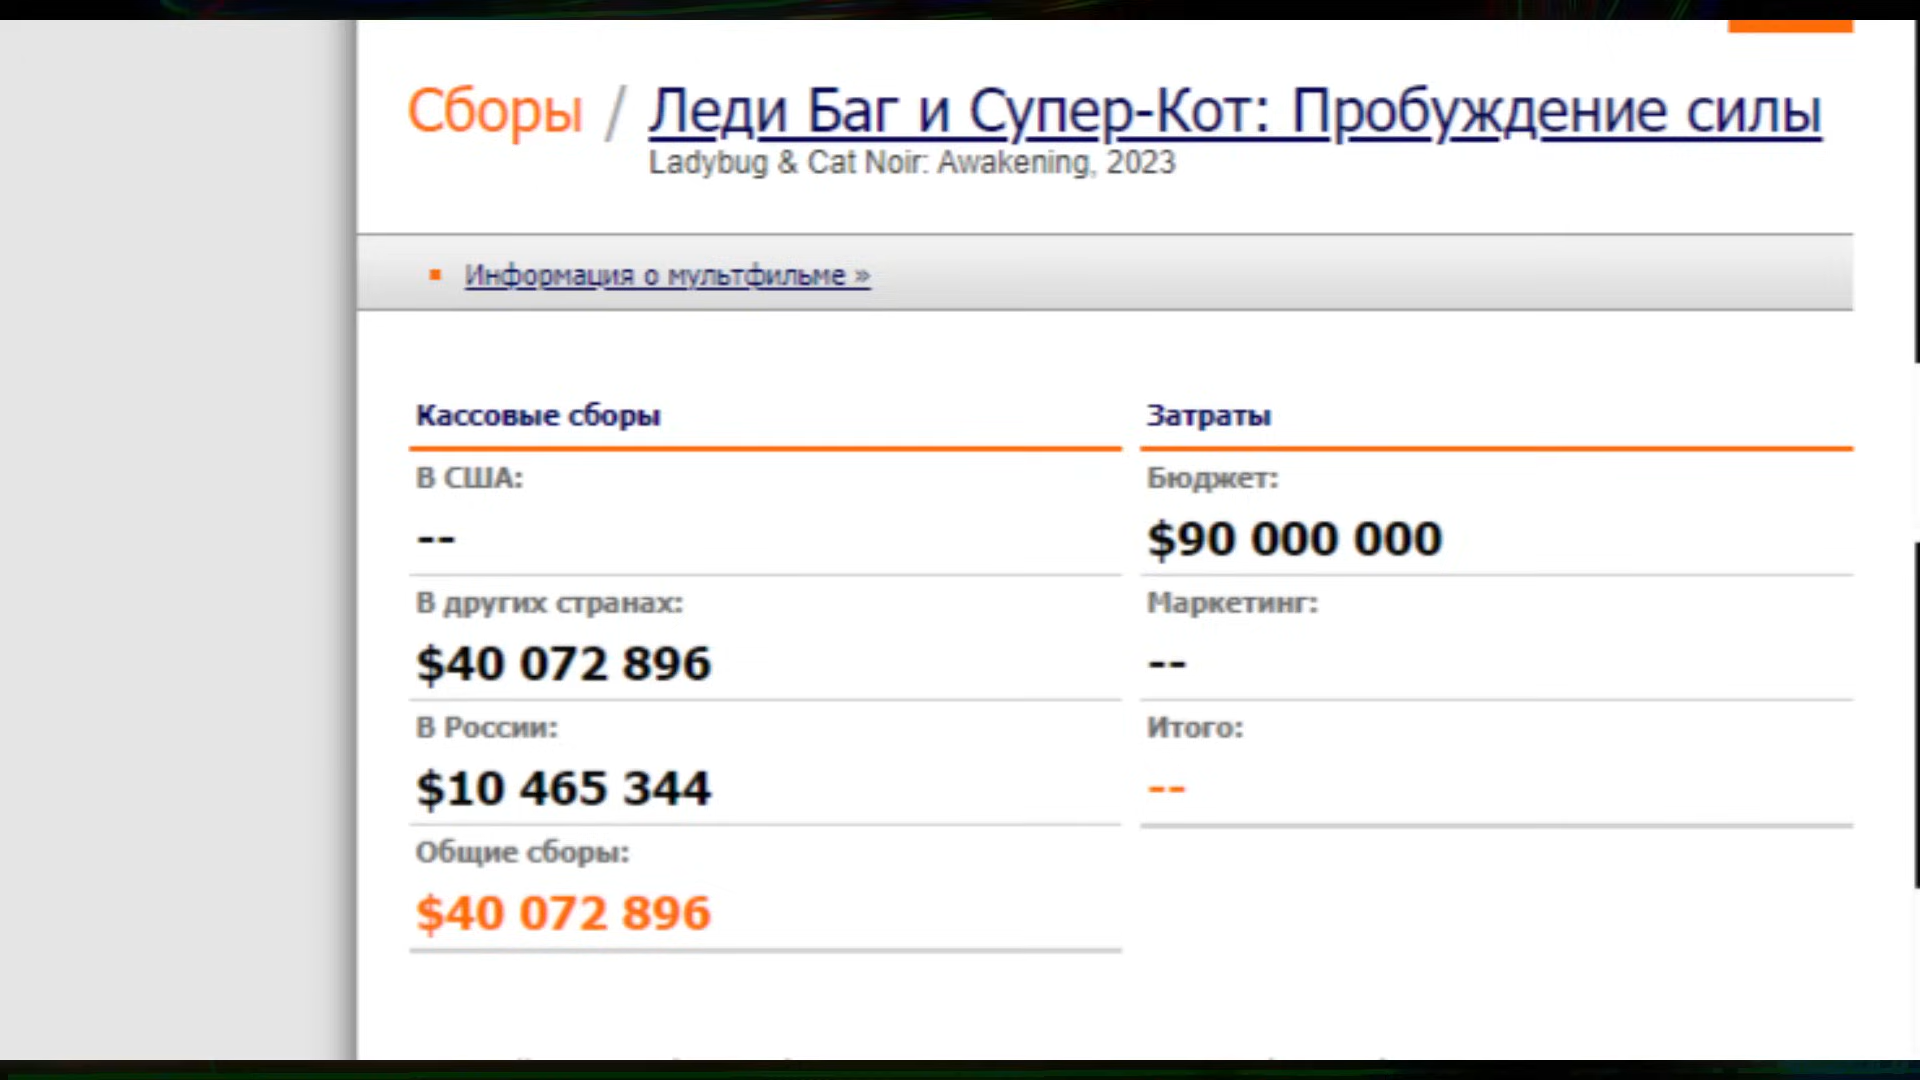 Сборы / Леди Баг и Супер-Кот: Пробуждение силы
Ladybug & Cat Noir: Awakening, 2023
Информация о мультфильме »
Кассовые сборы
В США:
--
В других странах:
$40 072 896
В России:
$10 465 344
Общие сборы:
$40 072 896
Затраты
Бюджет:
$90 000 000
Маркетинг:
--
Итого:
--